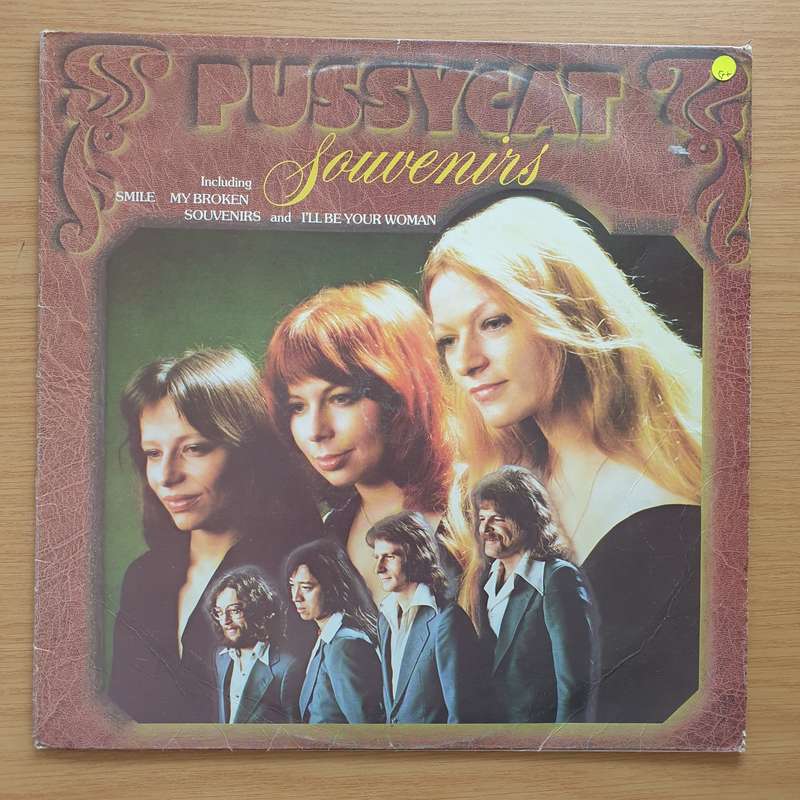 PUSSYCAT
Souvenirs
Including
SMILE MY BROKEN
SOUVENIRS and I'LL BE YOUR WOMAN